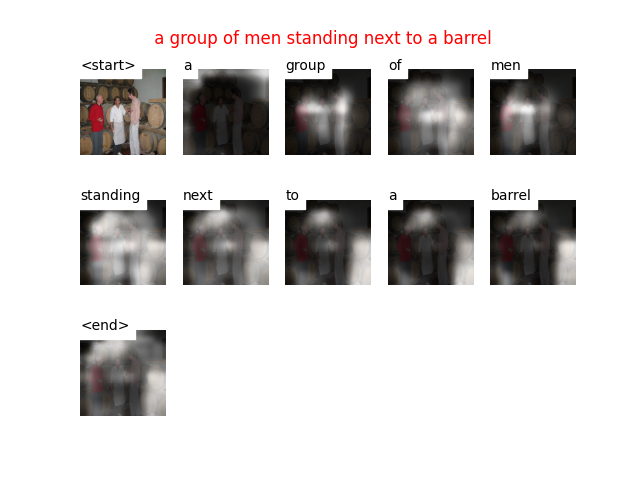 a group of men standing next to a barrel
<start> a group of men
standing next to a barrel
<end>